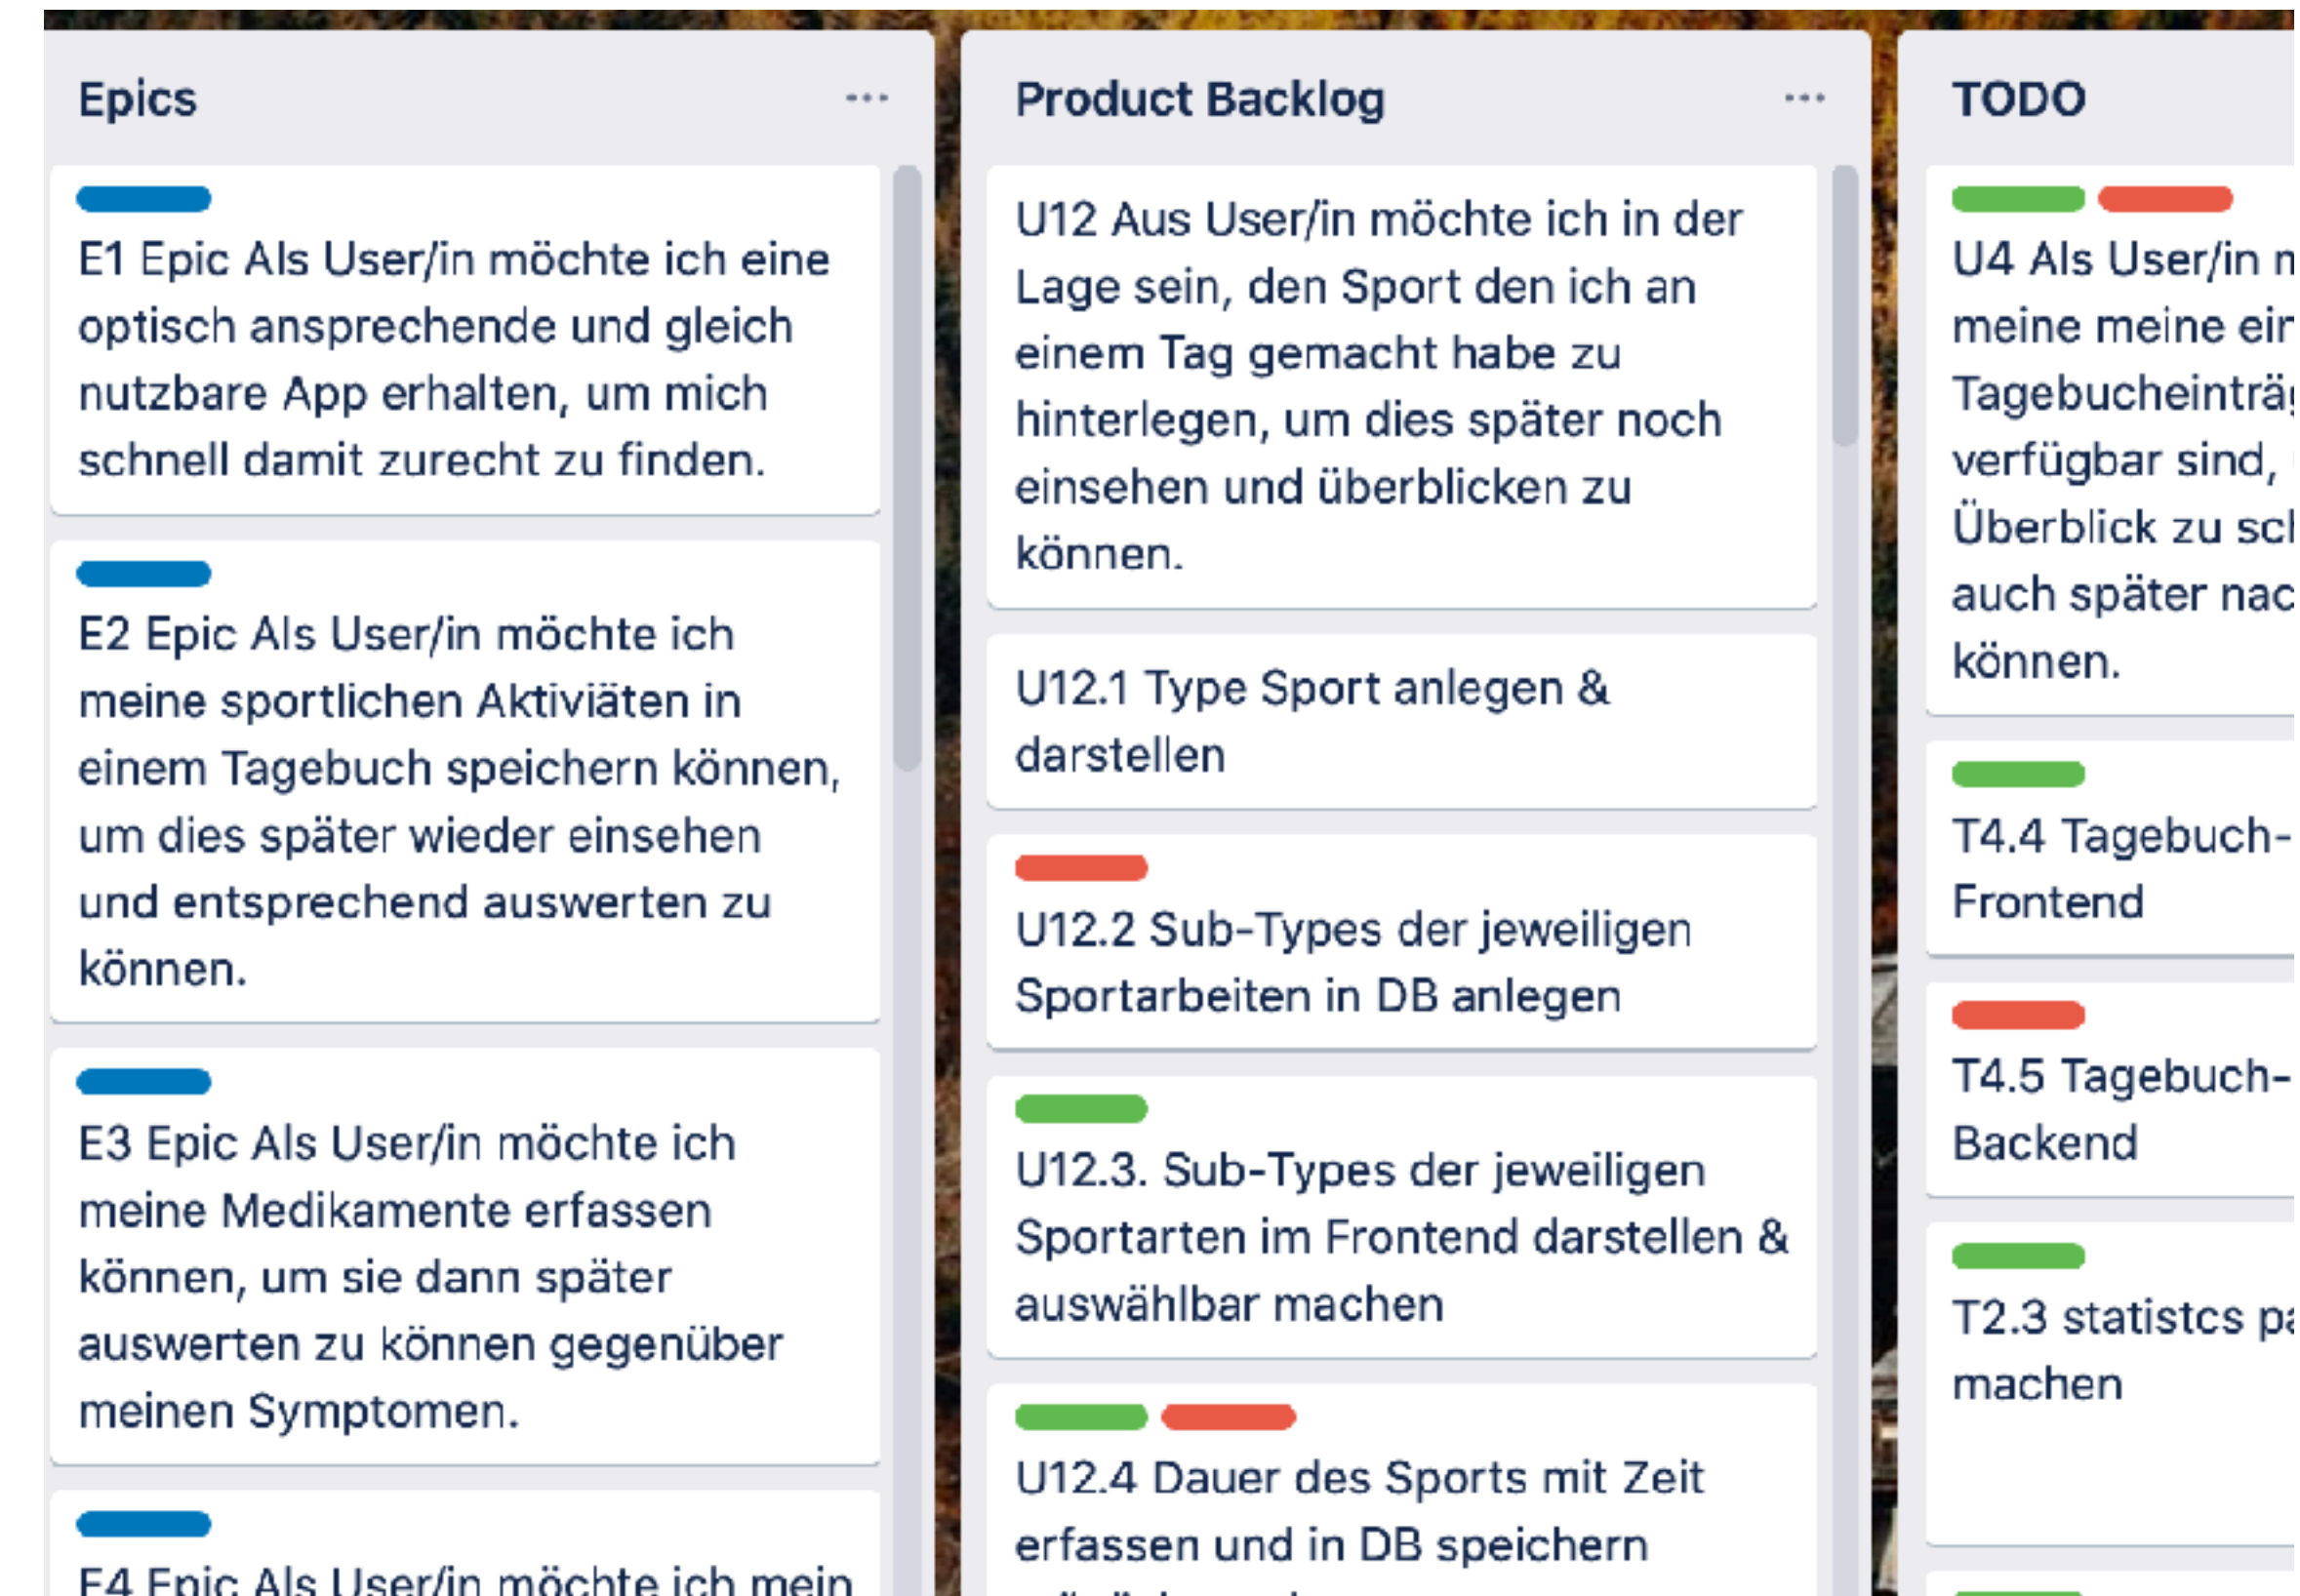 Epics
E1 Epic Als User/in möchte ich eine
optisch ansprechende und gleich
nutzbare App erhalten, um mich
schnell damit zurecht zu finden.
E2 Epic Als User/in möchte ich
meine sportlichen Aktiviäten in
einem Tagebuch speichern können,
um dies später wieder einsehen
und entsprechend auswerten zu
können.
E3 Epic Als User/in möchte ich
meine Medikamente erfassen
können, um sie dann später
auswerten zu können gegenüber
meinen Symptomen.
E4 Epic Als User/in möchte ich mein
Product Backlog
U12 Aus User/in möchte ich in der
Lage sein, den Sport den ich an
einem Tag gemacht habe zu
hinterlegen, um dies später noch
einsehen und überblicken zu
können.
U12.1 Type Sport anlegen &
darstellen
U12.2 Sub-Types der jeweiligen
Sportarbeiten in DB anlegen
U12.3. Sub-Types der jeweiligen
Sportarten im Frontend darstellen &
auswählbar machen
U12.4 Dauer des Sports mit Zeit
erfassen und in DB speichern
TODO
U4 Als User/in
meine meine
verfügbar sind,
Überblick zu
auch später
können.
T4.4 Tagebuch-
Frontend
T4.5 Tagebuch-
Backend
T2.3 statistcs
machen